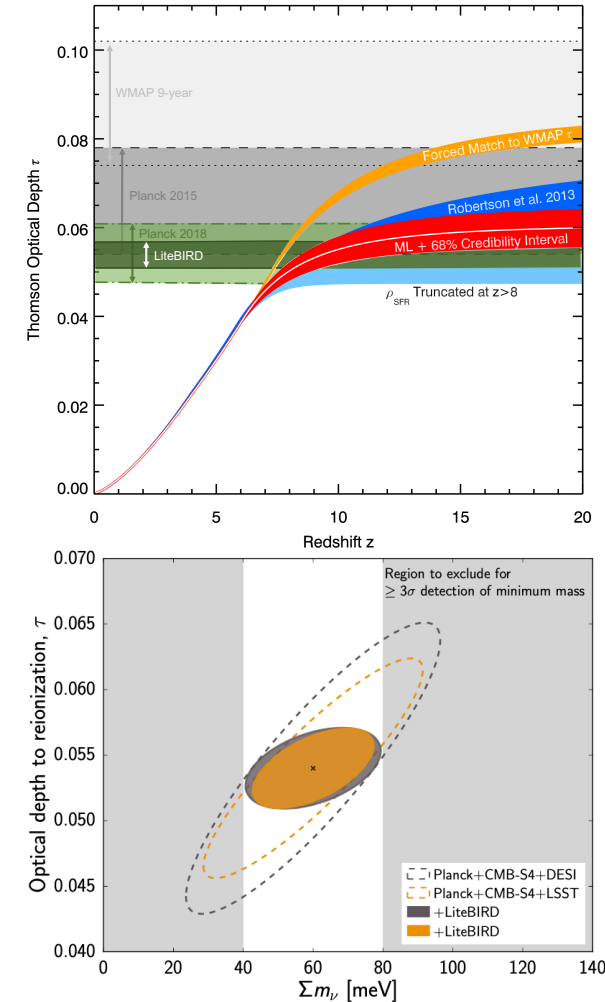 0.10
0.08
0.06
0.04
0.02
0.00
Thomson Optical Depth τ
WMAP 9-year
Planck 2015
Planck 2018
LiteBIRD
Forced Match to WMAP τ
Robertson et al. 2013
ML + 68% Credibility Interval
ρSFR Truncated at z>8
0 5 10 15 20
Redshift z
0.070
0.065
0.060
0.055
0.050
0.045
0.040
Optical depth to reionization, τ
Region to exclude for
≥ 3σ detection of minimum mass
Planck+CMB-S4+DESI
Planck+CMB-S4+LSST
+LiteBIRD
+LiteBIRD
0 20 40 60 80 100 120 140
Σmν [meV]